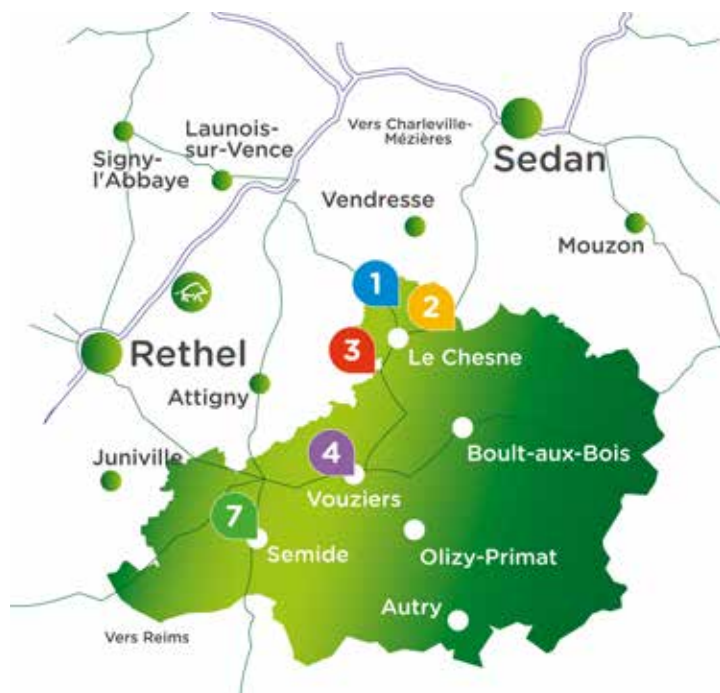 Vers Charleville-
Mézières
Sedan
Launois-
sur-Vence
Signy-
l'Abbaye
Vendresse
Mouzon
1
2
3
Le Chesne
Rethel
Attigny
Juniville
4
Vouziers
Boult-aux-Bois
7
Semide
Olizy-Primat
Autry
Vers Reims